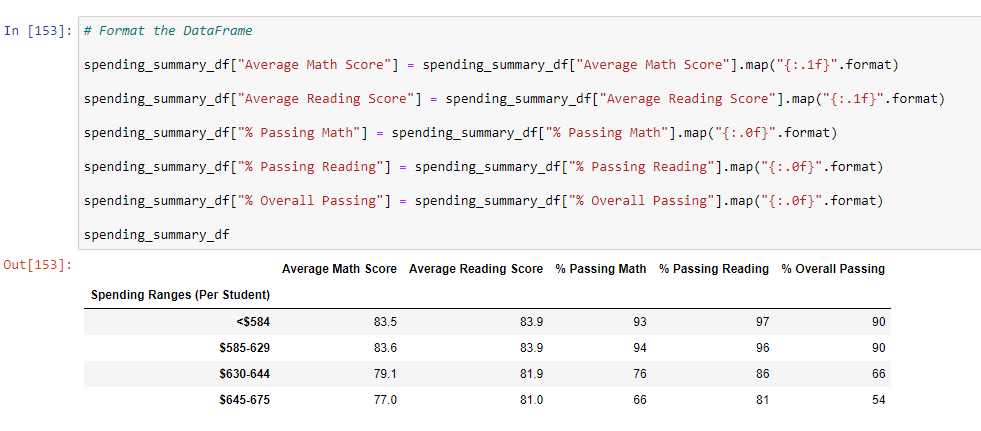 In [153]: # Format the DataFrame
spending_summary_df["Average Math Score"] = spending_summary_df["Average Math Score"].map("{:.1f}".format)
spending_summary_df["Average Reading Score"] = spending_summary_df["Average Reading Score"].map("{:.1f}".format)
spending_summary_df["% Passing Math"] = spending_summary_df["% Passing Math"].map("{:.0f}".format)
spending_summary_df["% Passing Reading"] = spending_summary_df["% Passing Reading"].map("{:.0f}".format)
spending_summary_df["% Overall Passing"] = spending_summary_df["% Overall Passing"].map("{:.0f}".format)
spending_summary_df
Out[153]:
Average Math Score Average Reading Score % Passing Math % Passing Reading % Overall Passing
Spending Ranges (Per Student)
<$584 83.5 83.9 93 97 90
$585-629 83.6 83.9 94 96 90
$630-644 79.1 81.9 76 86 66
$645-675 77.0 81.0 66 81 54